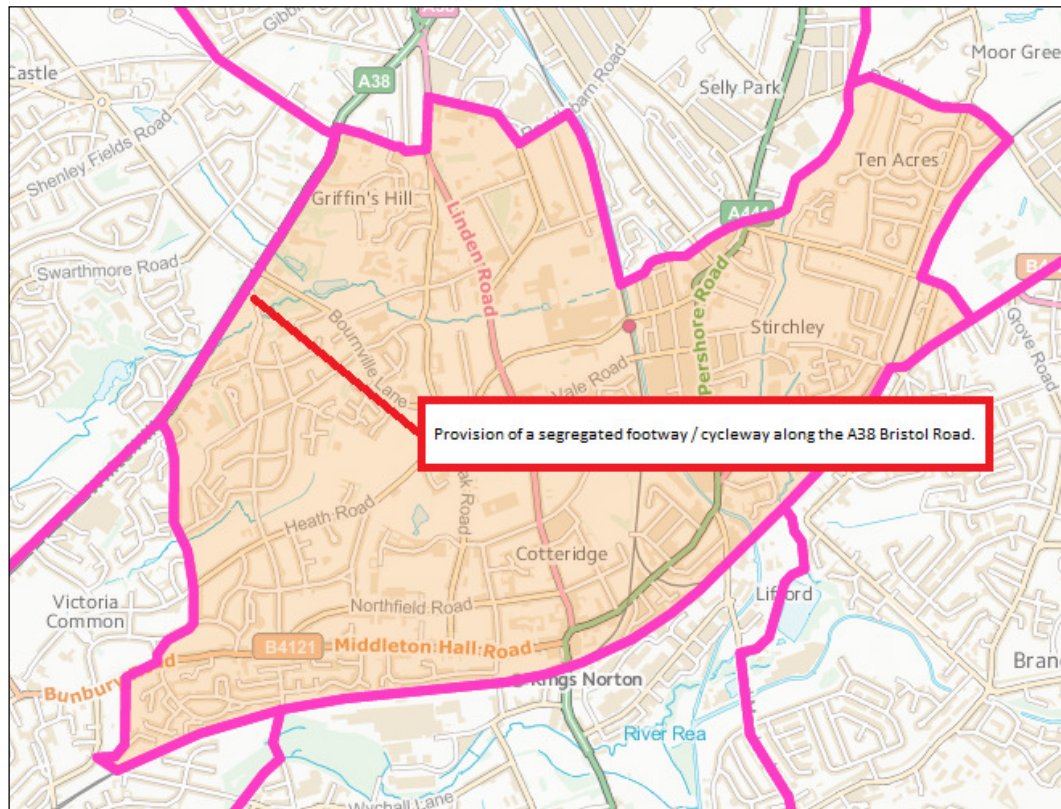 A38
Castle
Selly Park
Moor Gree
Shenley Fields Road
Ten Acres
Griffin's Hill
Linden Road
A441
Swarthmore Road
B4
Grove Road
Bournville Lane
Pershore Road
Stirchley
Vale Road
Provision of a segregated footway / cycleway along the A38 Bristol Road.
Heath Road
ak Road
Cotteridge
Victoria
Common
Northfield Road
Lifford
B4121
Middleton Hall Road
Bunbury
Kings Norton
Bran
River Rea
Wychall Lane